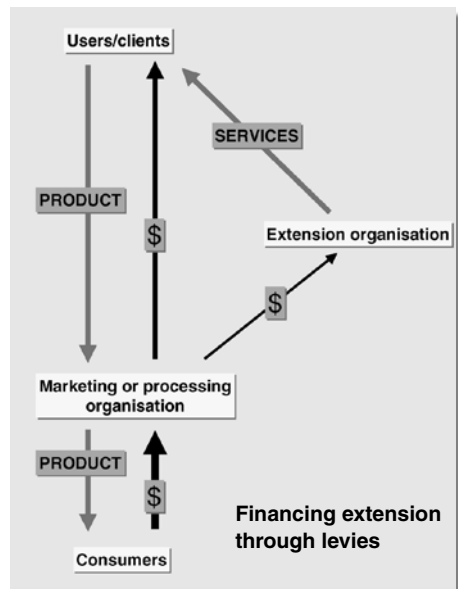 Users/clients
SERVICES
PRODUCT
$
Extension organisation
$
Marketing or processing
organisation
PRODUCT
$
Financing extension
through levies
Consumers